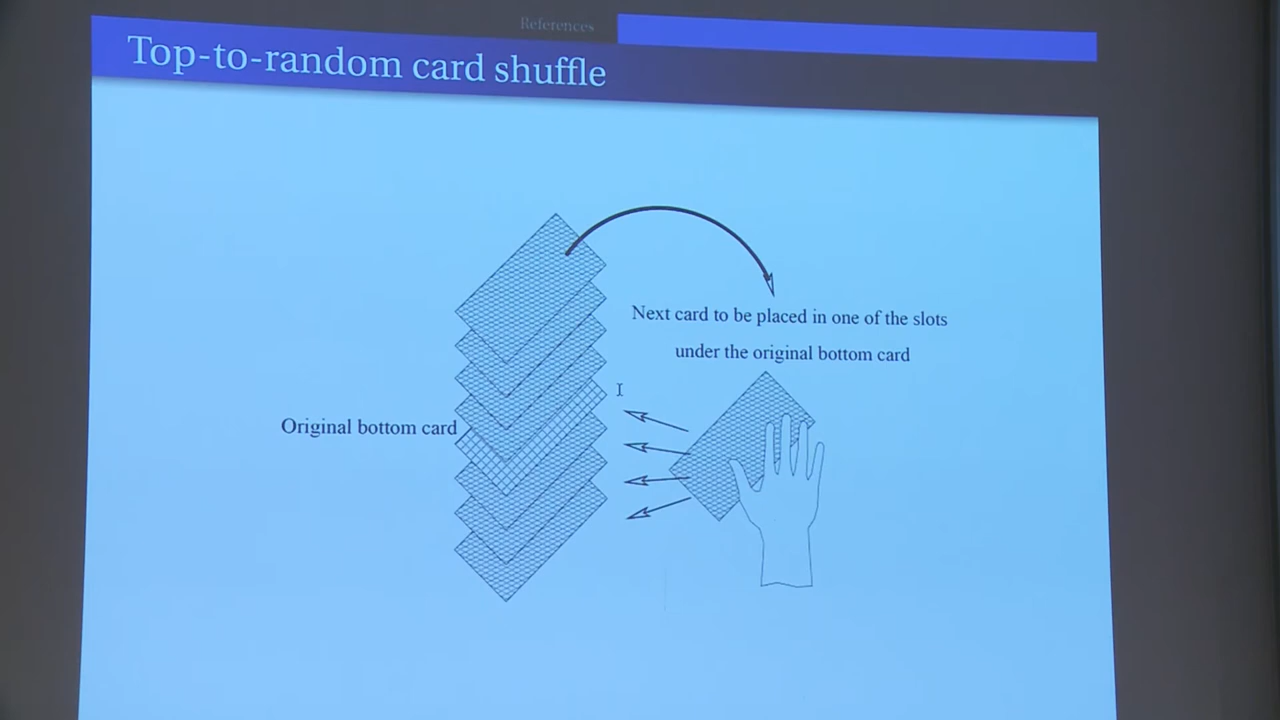 References
Top-to-random card shuffle
Next card to be placed in one of the slots
under the original bottom card
Original bottom card